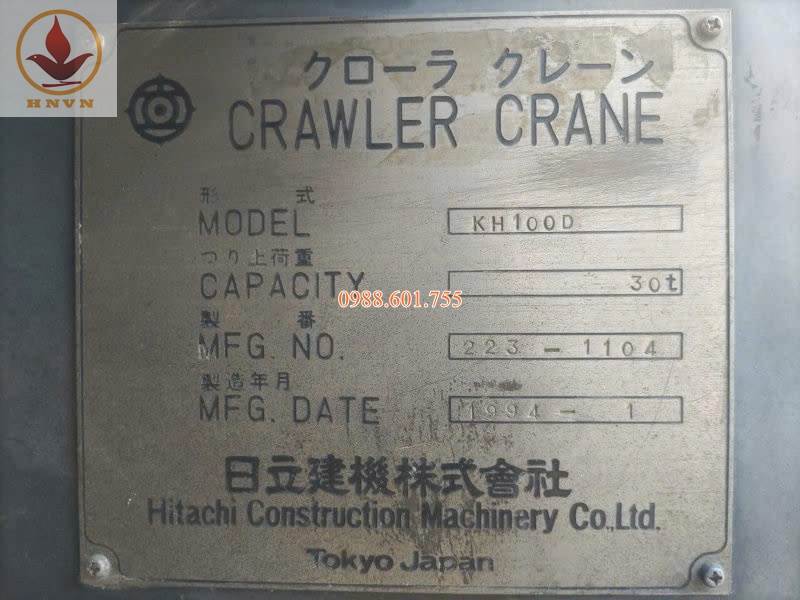 HNVN
クローラ クレーン
CRAWLER CRANE
形式
MODEL KH100D
つり上荷重
CAPACITY 30t
0988.601.755
製番
MFG. NO. 223-1104
製造年月
MFG. DATE 1994-1
日立建機株式會社
Hitachi Construction Machinery Co.,Ltd.
Tokyo Japan